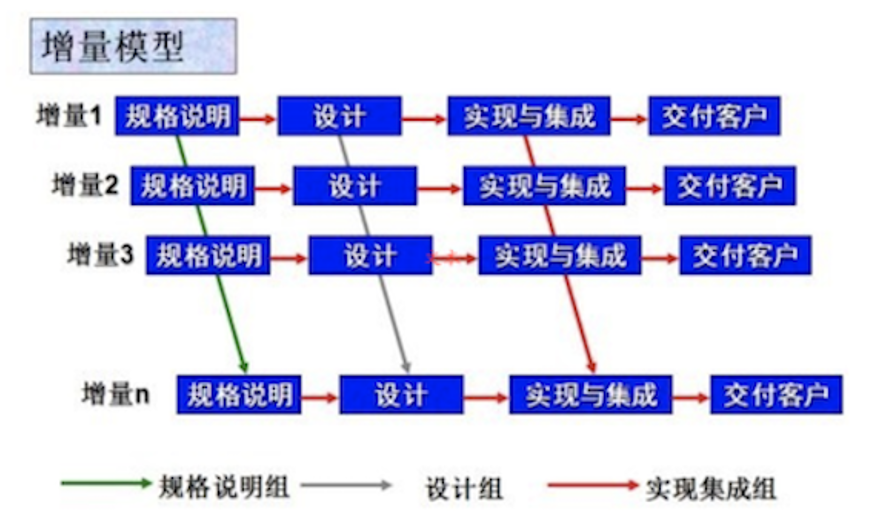 增量模型
增量1 规格说明 设计 实现与集成 交付客户
增量2 规格说明 设计 实现与集成 交付客户
增量3 规格说明 设计 实现与集成 交付客户
增量n 规格说明 设计 实现与集成 交付客户
规格说明组 设计组 实现集成组